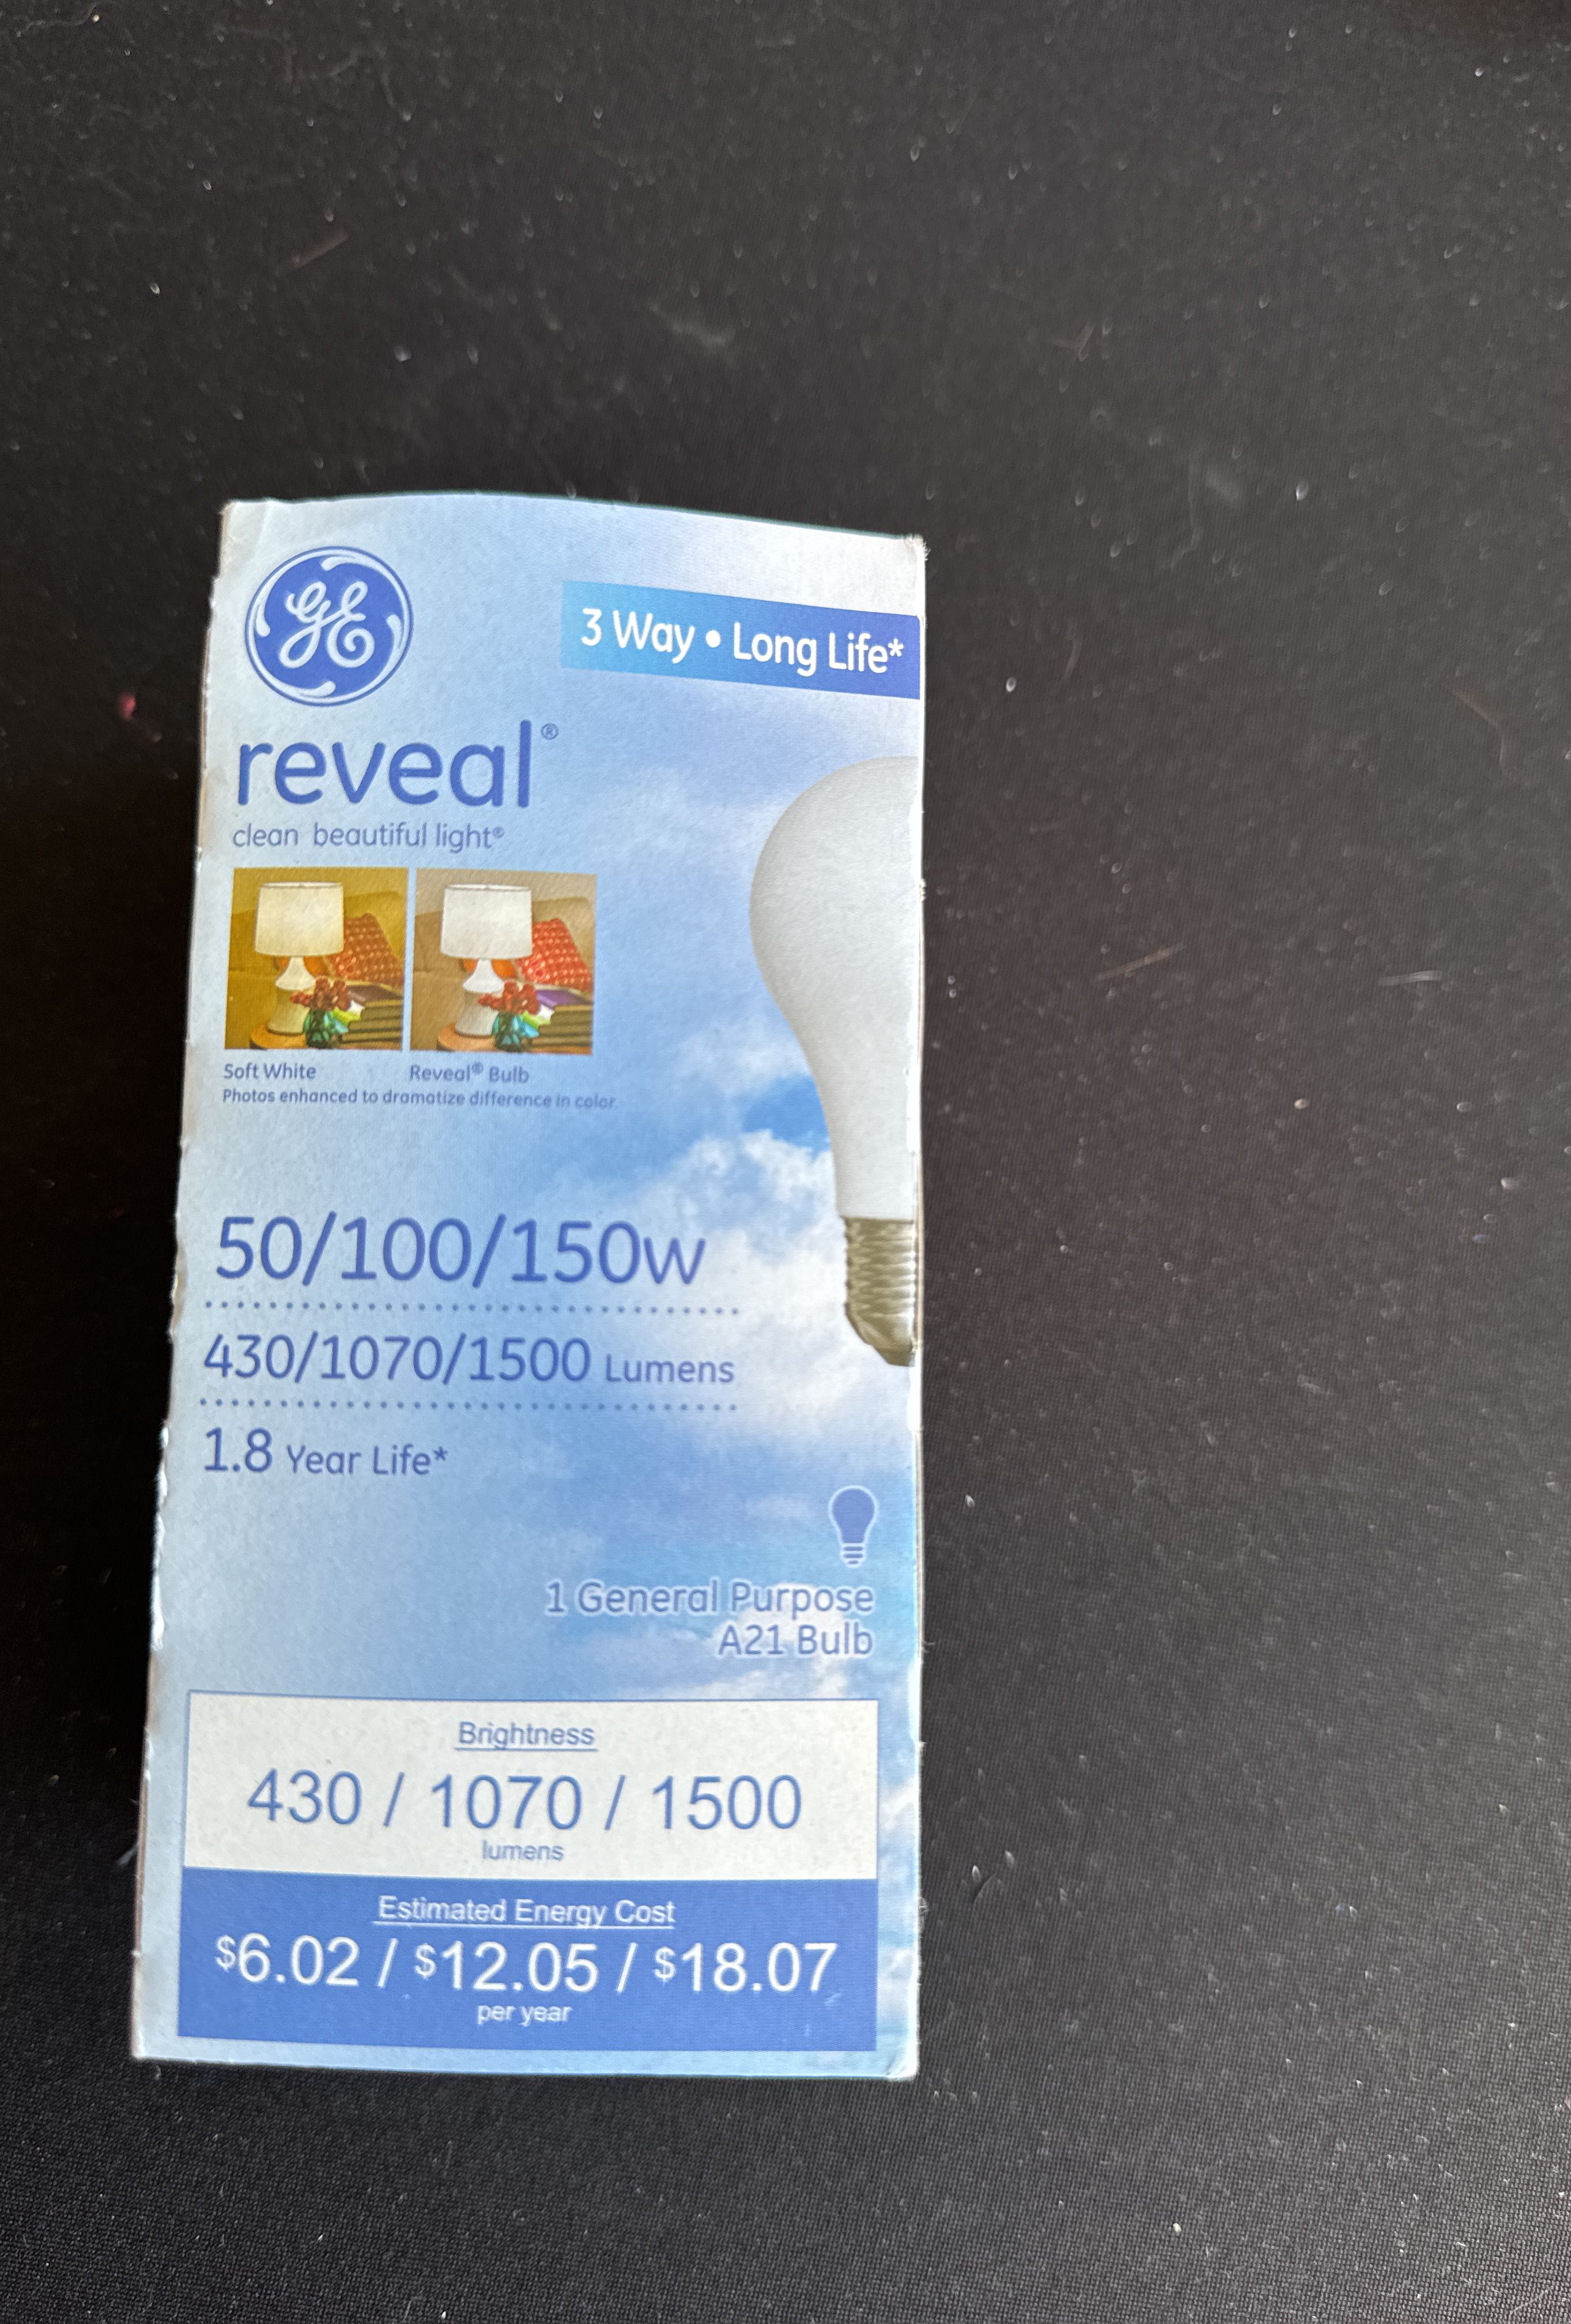 GE
3 Way • Long Life*
reveal®
clean beautiful light®
Soft White
Reveal® Bulb
Photos enhanced to dramatize difference in color.
50/100/150w
430/1070/1500 Lumens
1.8 Year Life*
1 General Purpose
A21 Bulb
Brightness
430 / 1070 / 1500
lumens
Estimated Energy Cost
$6.02 / $12.05 / $18.07
per year